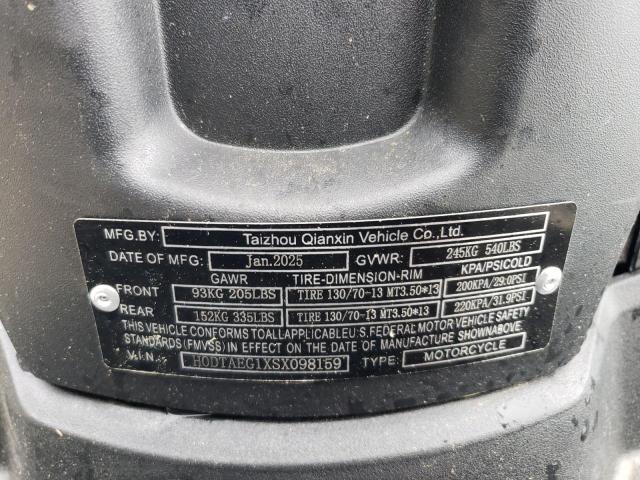 MFG.BY: Taizhou Qianxin Vehicle Co.,Ltd.
DATE OF MFG: Jan.2025 GVWR: 245KG 540LBS
GAWR TIRE-DIMENSION-RIM KPA/PSICOLD
FRONT 93KG 205LBS TIRE 130/70-13 MT3.50*13 200KPA/29.0PSI
REAR 152KG 335LBS TIRE 130/70-13 MT3.50*13 220KPA/31.9PSI
THIS VEHICLE CONFORMS TOALLAPPLICABLEU.S.FEDERAL MOTOR VEHICLE SAFETY
STANDARDS (FMVSS) IN EFFECT ON THE DATE OF MANUFACTURE SHOWNABOVE.
V.I.N.: H0DTAEG1XSX098159 TYPE: MOTORCYCLE